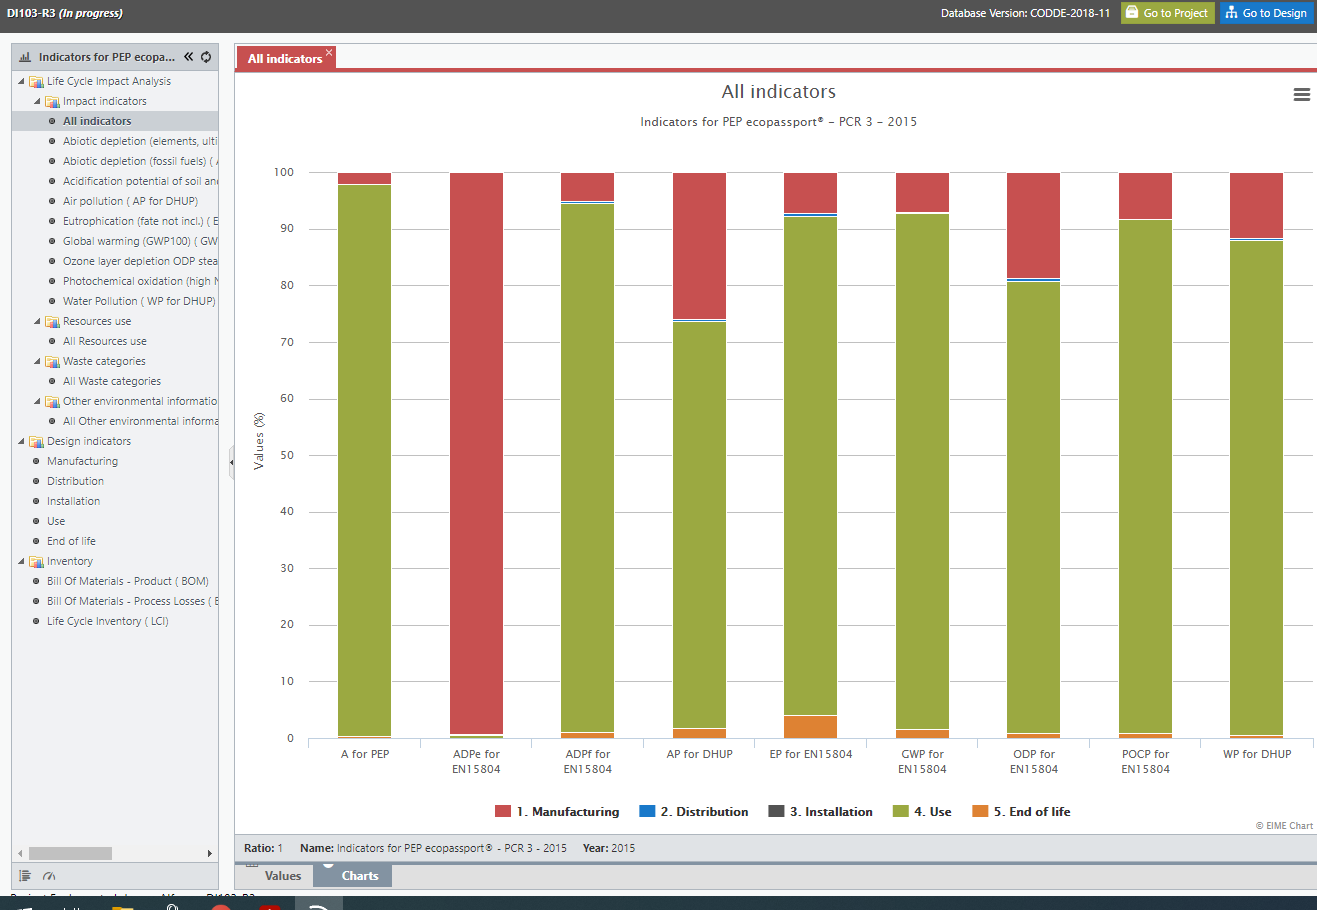 DI103-R3 (In progress)
Database Version: CODDE-2018-11
Go to Project
Go to Design
Indicators for PEP ecopa...
Life Cycle Impact Analysis
Impact indicators
All indicators
Abiotic depletion (elements, ulti
Abiotic depletion (fossil fuels) ( A
Acidification potential of soil and
Air pollution ( AP for DHUP)
Eutrophication (fate not incl.) ( E
Global warming (GWP100) ( GW
Ozone layer depletion ODP stea
Photochemical oxidation (high N
Water Pollution ( WP for DHUP)
Resources use
All Resources use
Waste categories
All Waste categories
Other environmental informatio
All Other environmental informa
Design indicators
Manufacturing
Distribution
Installation
Use
End of life
Inventory
Bill Of Materials - Product ( BOM)
Bill Of Materials - Process Losses ( B
Life Cycle Inventory ( LCI)
All indicators
All indicators
Indicators for PEP ecopassport® - PCR 3 - 2015
Values (%)
100
90
80
70
60
50
40
30
20
10
0
A for PEP
ADPe for
EN15804
ADPf for
EN15804
AP for DHUP
EP for EN15804
GWP for
EN15804
ODP for
EN15804
POCP for
EN15804
WP for DHUP
1. Manufacturing
2. Distribution
3. Installation
4. Use
5. End of life
© EIME Chart
Ratio: 1 Name: Indicators for PEP ecopassport® - PCR 3 - 2015 Year: 2015
Values
Charts